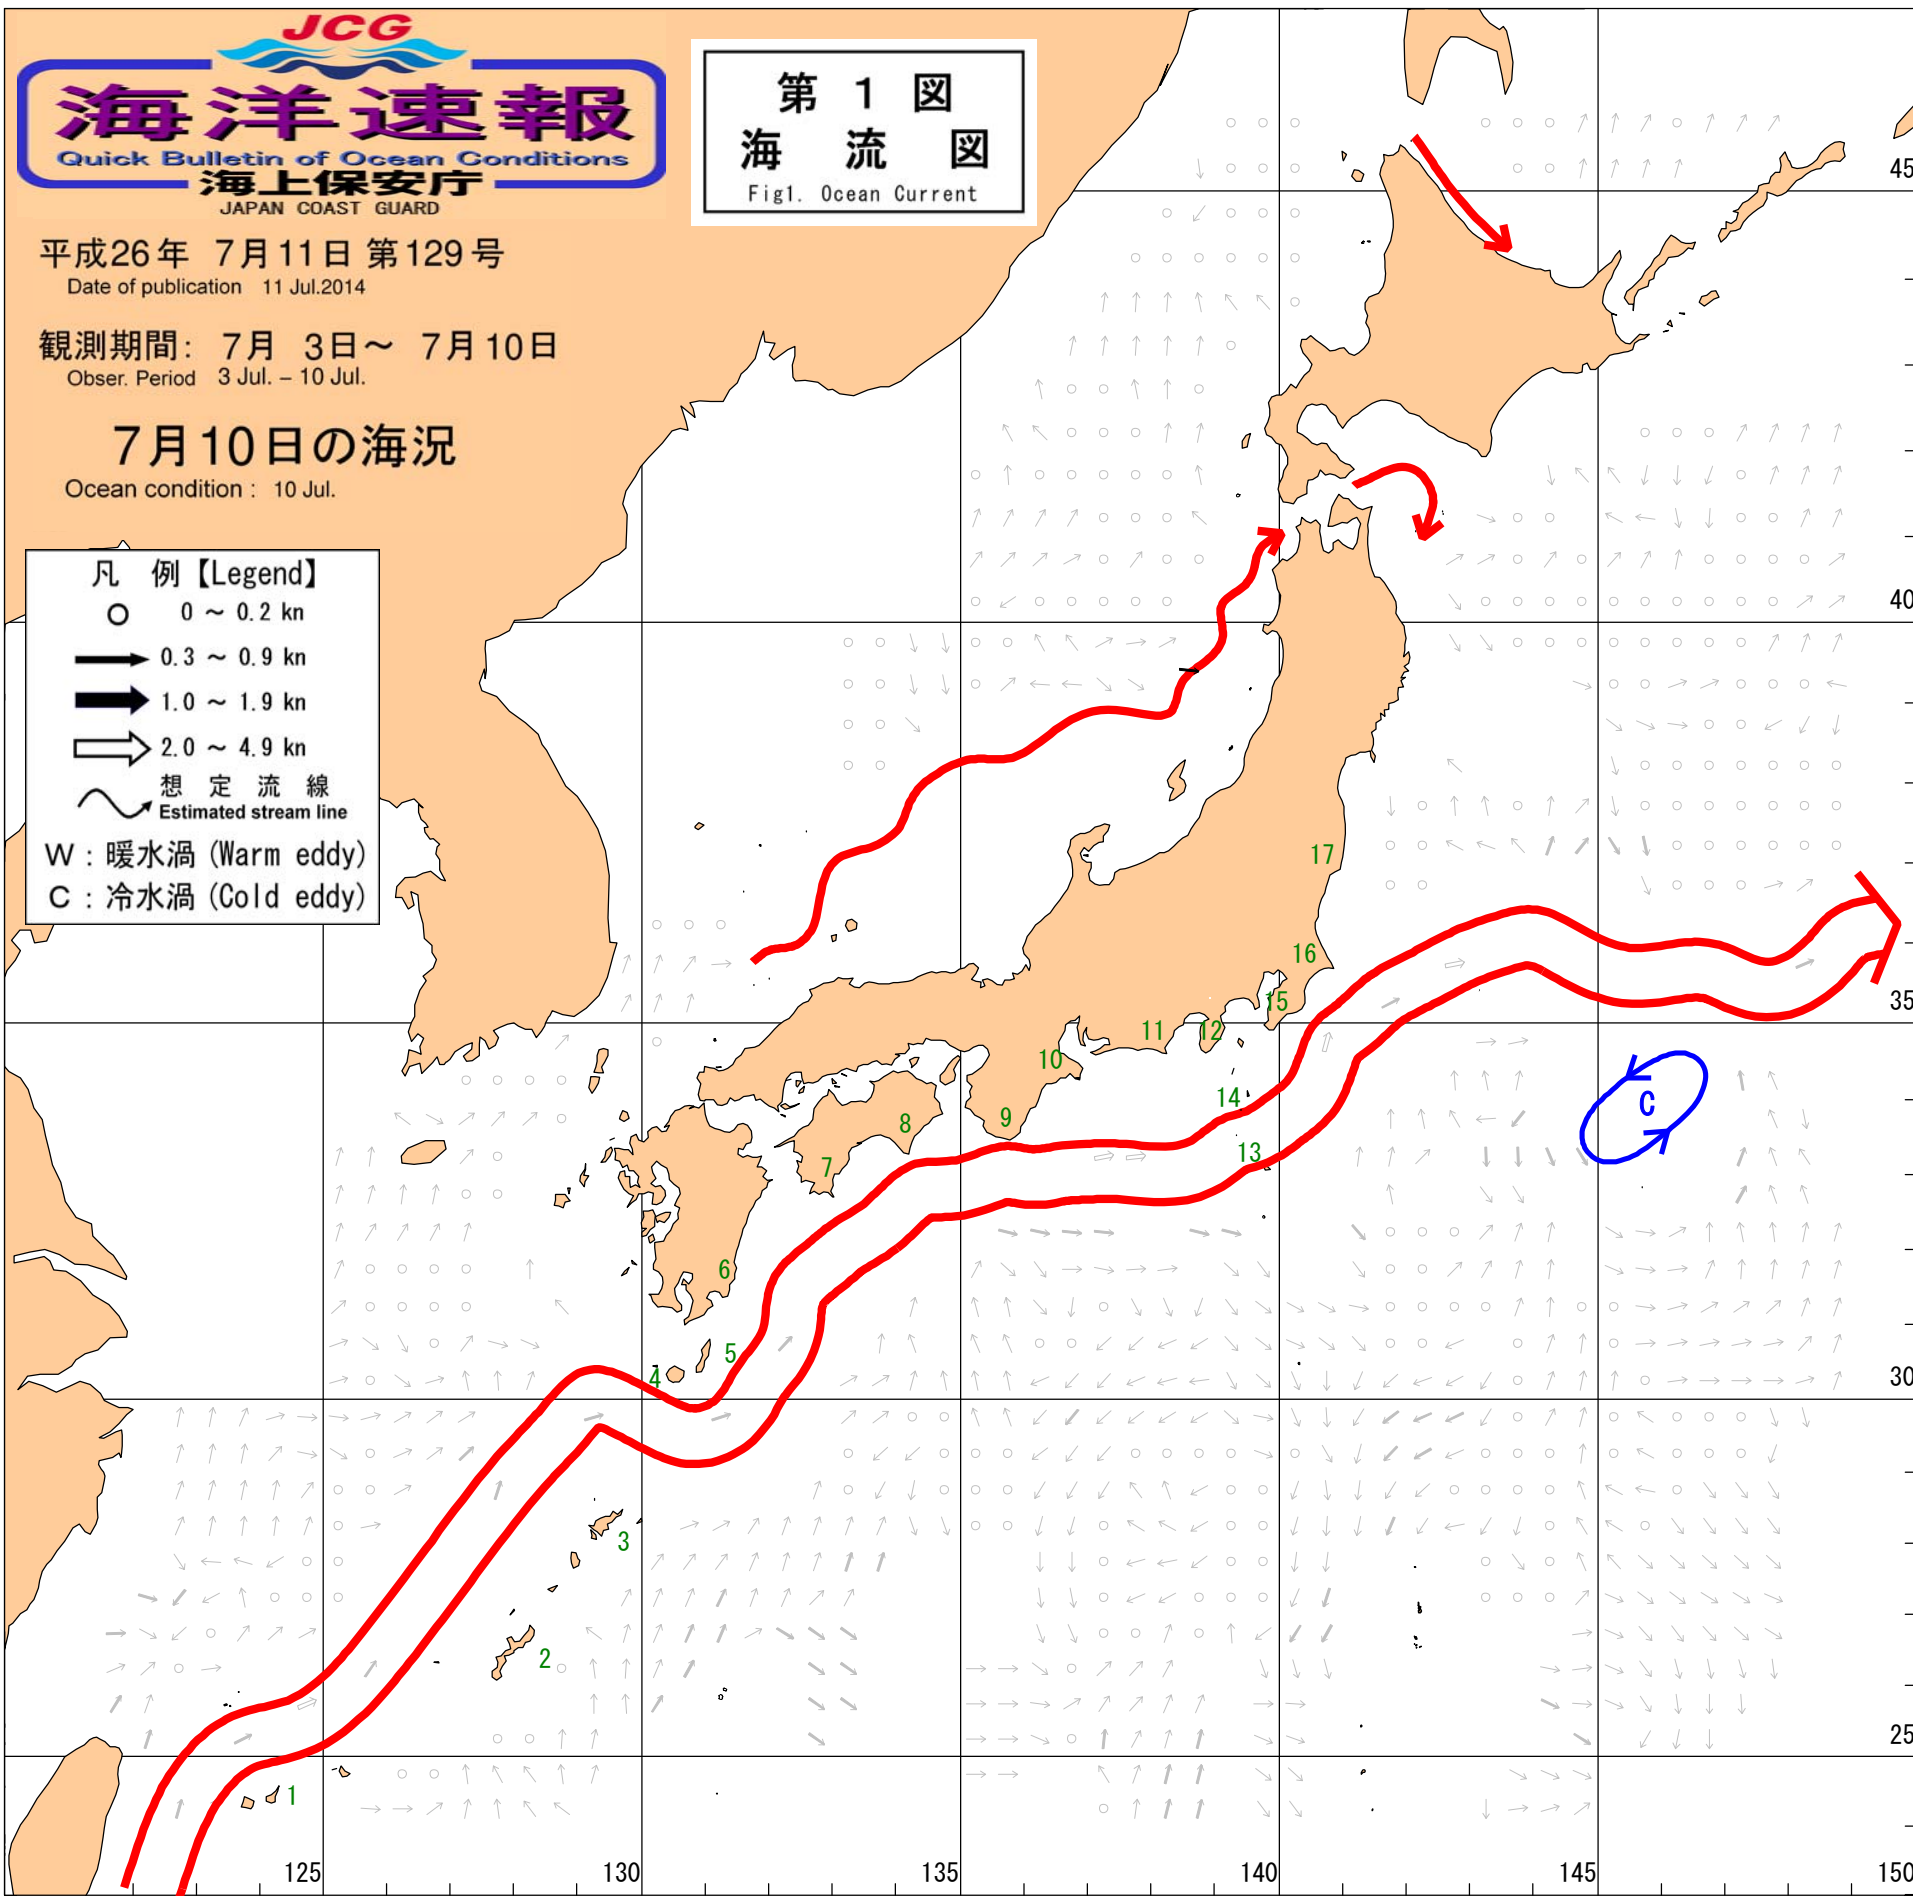 JCG
海洋速報
Quick Bulletin of Ocean Conditions
海上保安庁
JAPAN COAST GUARD
第 1 図
海 流 図
Fig1. Ocean Current
平成26年 7月11日 第129号
Date of publication 11 Jul.2014
観測期間: 7月 3日～ 7月10日
Obser. Period 3 Jul. – 10 Jul.
7月10日の海況
Ocean condition : 10 Jul.
凡 例【Legend】
0 ～ 0.2 kn
0.3 ～ 0.9 kn
1.0 ～ 1.9 kn
2.0 ～ 4.9 kn
想 定 流 線
Estimated stream line
W : 暖水渦 (Warm eddy)
C : 冷水渦 (Cold eddy)
45
40
17
16
35
15
12
11
10
14
C
9
8
13
7
6
5
4
30
3
2
25
1
125
130
135
140
145
150